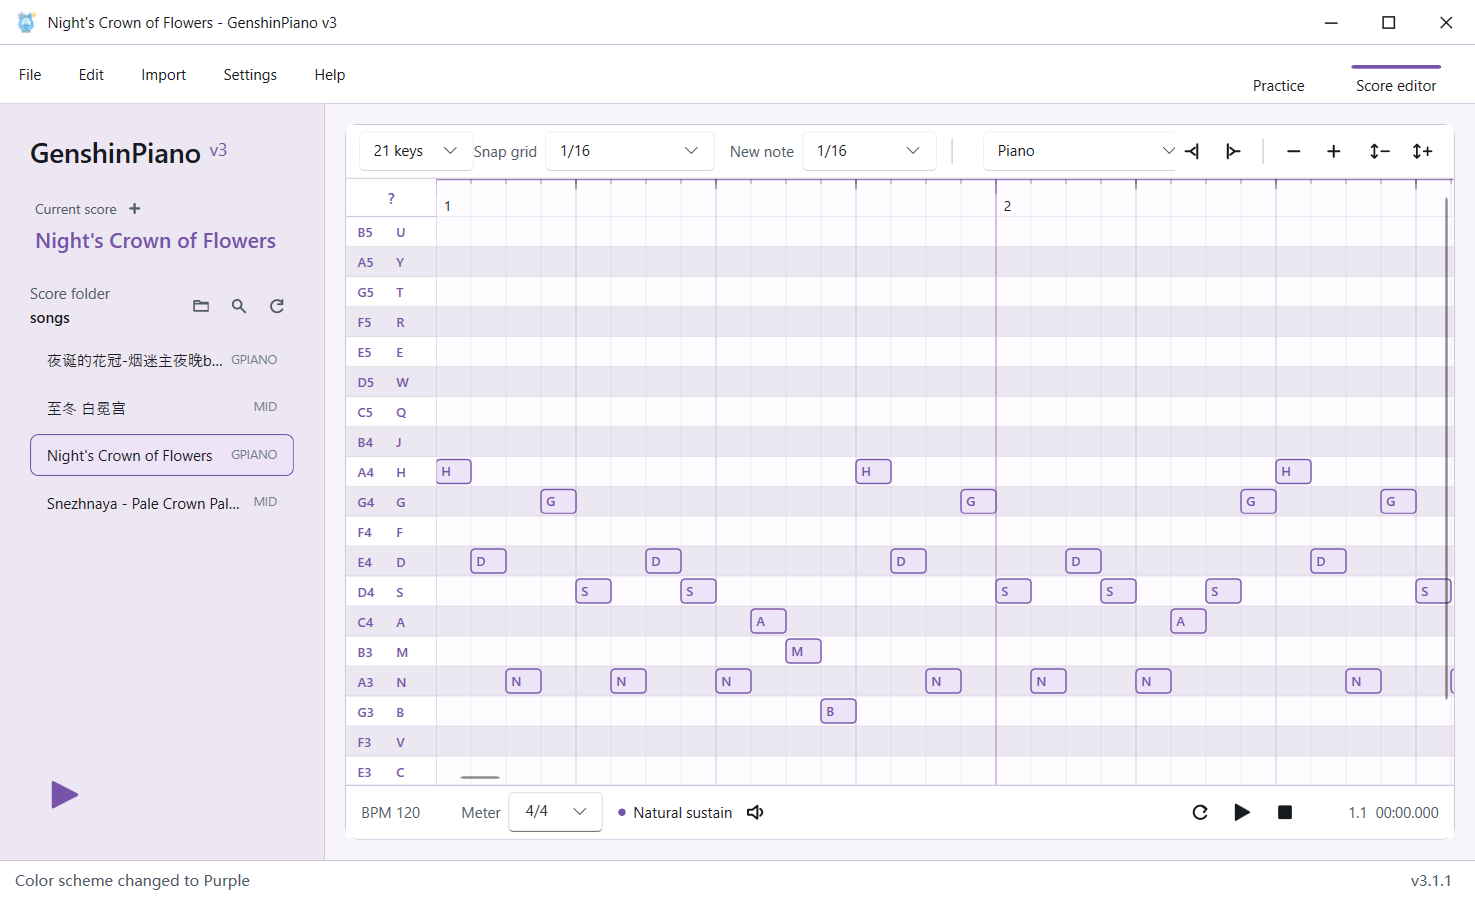 Night's Crown of Flowers - GenshinPiano v3
File Edit Import Settings Help
Practice Score editor
GenshinPiano v3
Current score +
Night's Crown of Flowers
Score folder
songs
夜诞的花冠-烟迷主夜晚b... GPIANO
至冬 白冕宫 MID
Night's Crown of Flowers GPIANO
Snezhnaya - Pale Crown Pal... MID
21 keys Snap grid 1/16 New note 1/16 Piano
? 1 2
B5 U
A5 Y
G5 T
F5 R
E5 E
D5 W
C5 Q
B4 J
A4 H H H H
G4 G G G G G
F4 F
E4 D D D D D D
D4 S S S S S S S
C4 A A A
B3 M M
A3 N N N N N N N N
G3 B B
F3 V
E3 C
BPM 120 Meter 4/4 Natural sustain 1.1 00:00.000
Color scheme changed to Purple v3.1.1